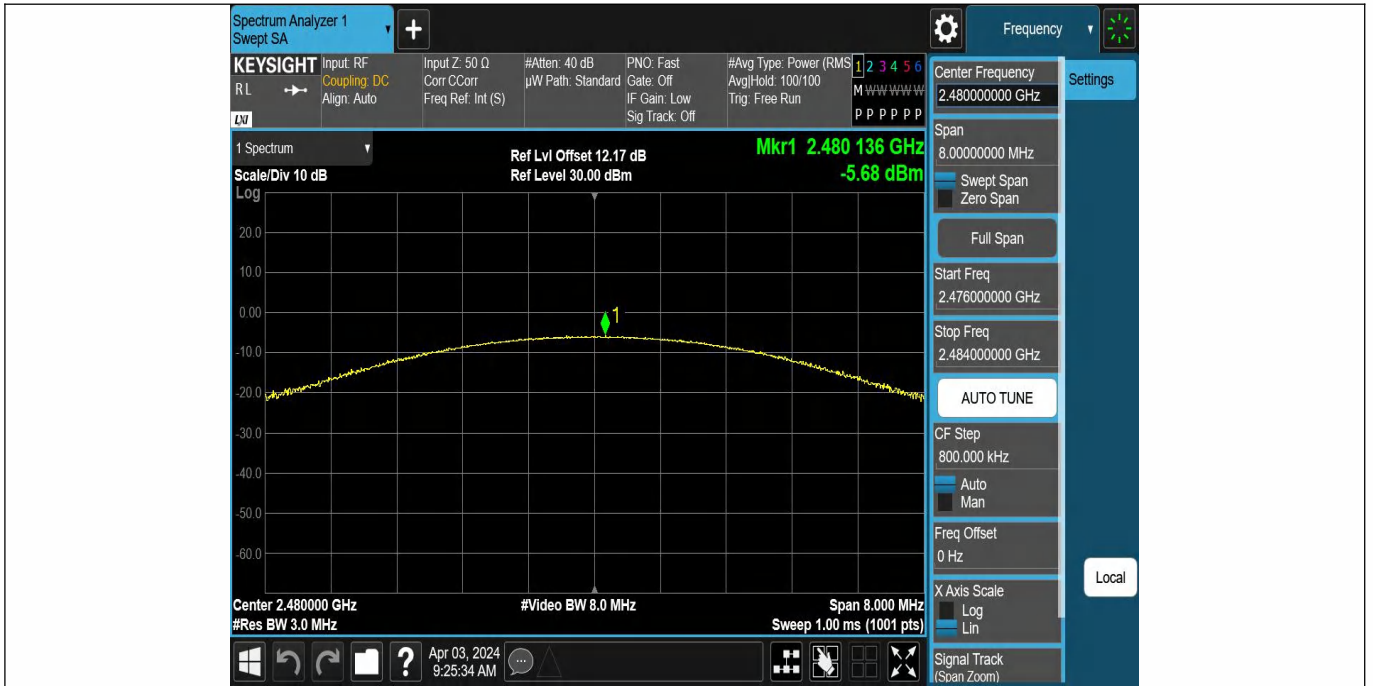 Spectrum Analyzer 1
Swept SA
+
Frequency
KEYSIGHT
RL
LXI
Input: RF
Coupling: DC
Align: Auto
Input Z: 50 Ω
Corr CCorr
Freq Ref: Int (S)
#Atten: 40 dB
µW Path: Standard
PNO: Fast
Gate: Off
IF Gain: Low
Sig Track: Off
#Avg Type: Power (RMS
Avg|Hold: 100/100
Trig: Free Run
1 2 3 4 5 6
M W W W W W
P P P P P P
1 Spectrum
Scale/Div 10 dB
Ref Lvl Offset 12.17 dB
Ref Level 30.00 dBm
Mkr1 2.480 136 GHz
-5.68 dBm
Log
20.0
10.0
0.00
-10.0
-20.0
-30.0
-40.0
-50.0
-60.0
1
Center 2.480000 GHz
#Res BW 3.0 MHz
#Video BW 8.0 MHz
Span 8.000 MHz
Sweep 1.00 ms (1001 pts)
Center Frequency
2.480000000 GHz
Settings
Span
8.00000000 MHz
Swept Span
Zero Span
Full Span
Start Freq
2.476000000 GHz
Stop Freq
2.484000000 GHz
AUTO TUNE
CF Step
800.000 kHz
Auto
Man
Freq Offset
0 Hz
X Axis Scale
Log
Lin
Local
Signal Track
(Span Zoom)
?
Apr 03, 2024
9:25:34 AM